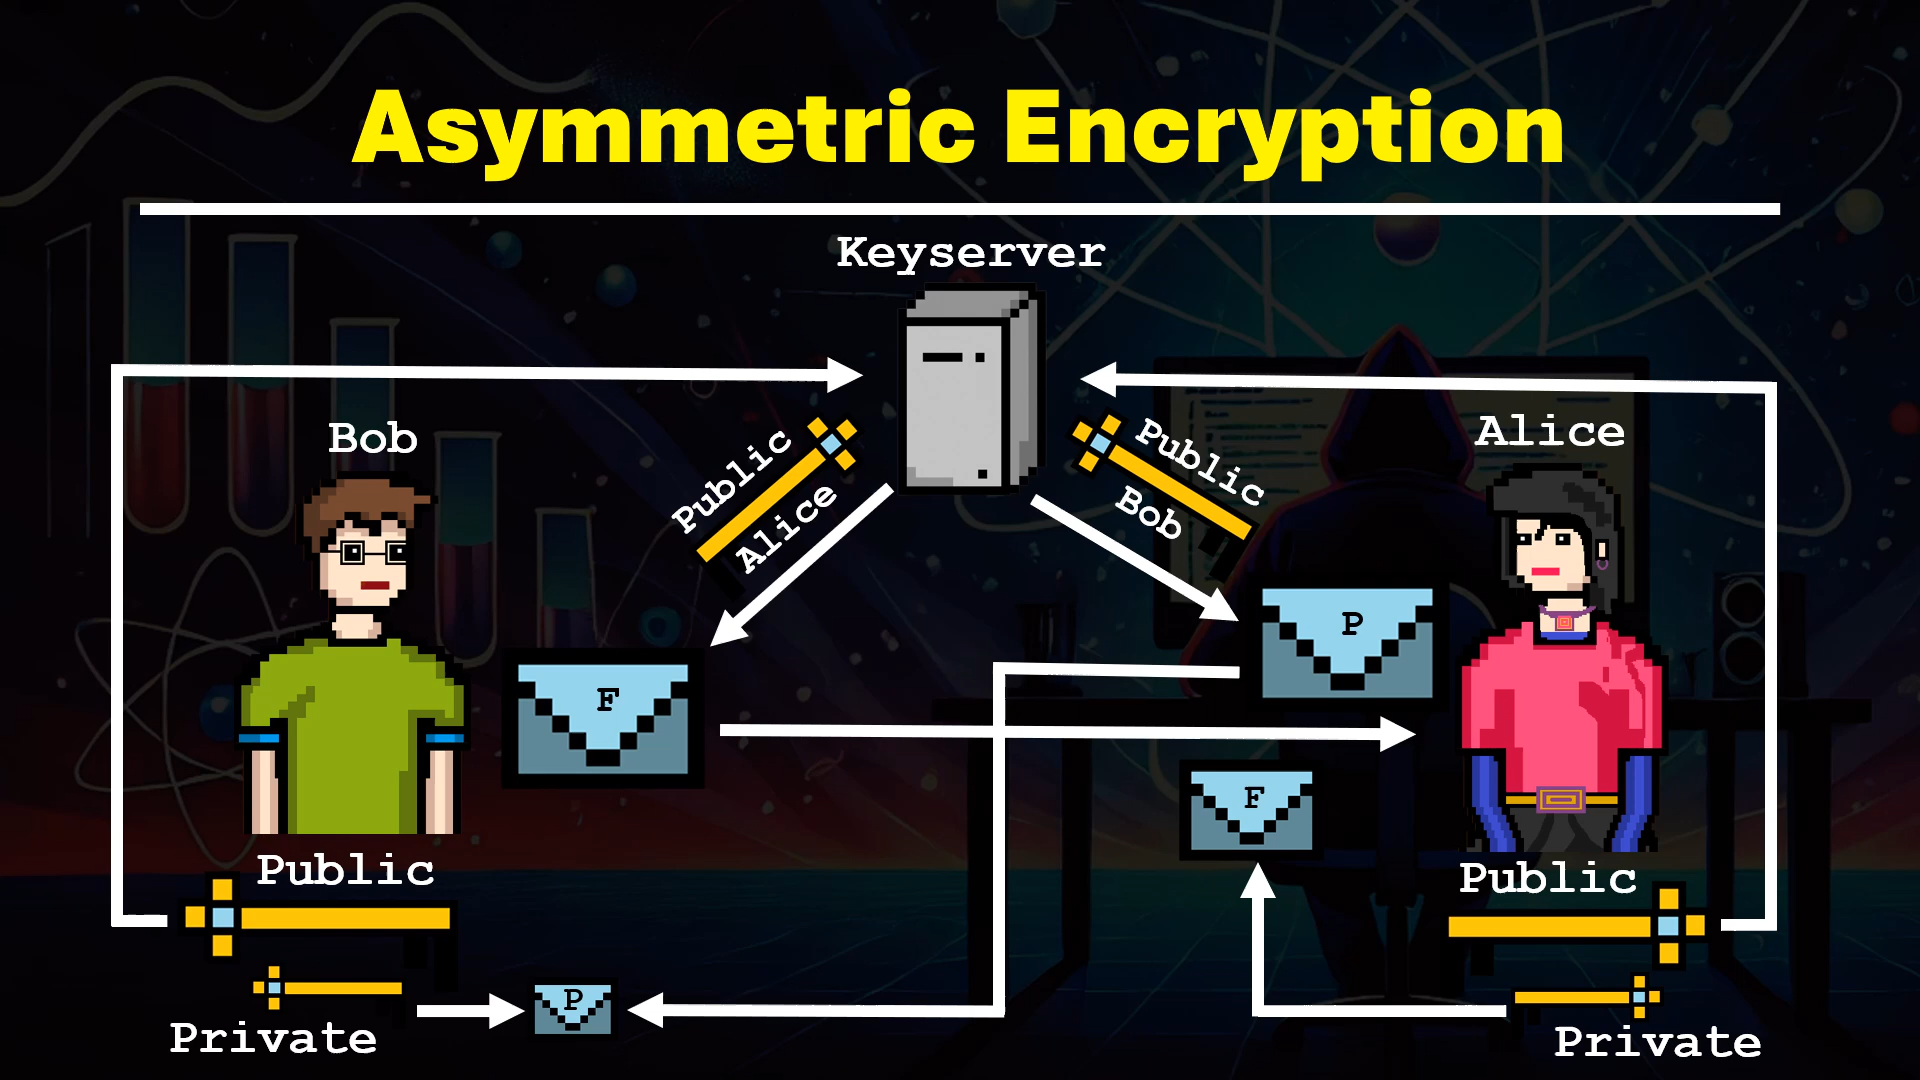 Asymmetric Encryption
Keyserver
Bob
Alice
Public
Alice
Public
Bob
P
F
F
Public
Public
P
Private
Private